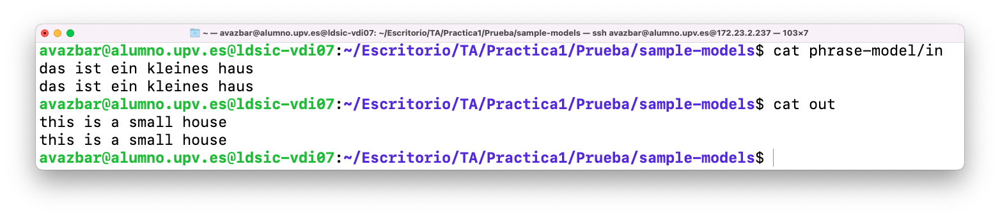 ~ — avazbar@alumno.upv.es@ldsic-vdi07: ~/Escritorio/TA/Practica1/Prueba/sample-models — ssh avazbar@alumno.upv.es@172.23.2.237 — 103×7
avazbar@alumno.upv.es@ldsic-vdi07:~/Escritorio/TA/Practica1/Prueba/sample-models$ cat phrase-model/in
das ist ein kleines haus
das ist ein kleines haus
avazbar@alumno.upv.es@ldsic-vdi07:~/Escritorio/TA/Practica1/Prueba/sample-models$ cat out
this is a small house
this is a small house
avazbar@alumno.upv.es@ldsic-vdi07:~/Escritorio/TA/Practica1/Prueba/sample-models$